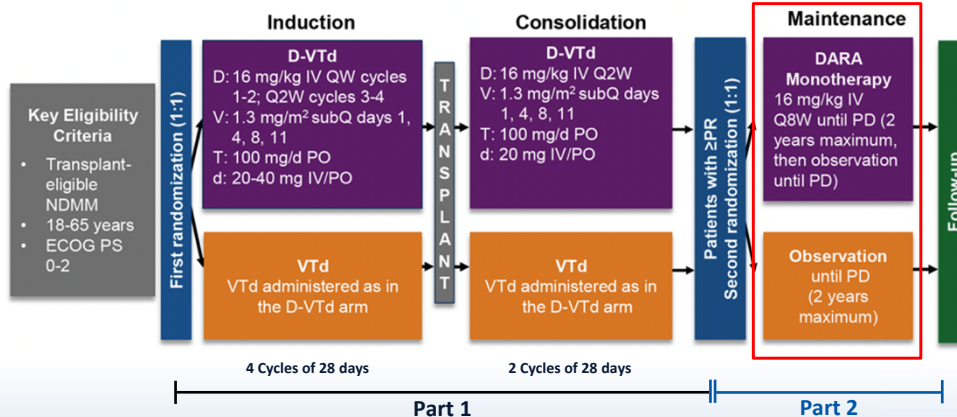 Induction
Consolidation
Maintenance
Key Eligibility
Criteria
• Transplant-
eligible
NDMM
• 18-65 years
• ECOG PS
0-2
First randomization (1:1)
D-VTd
D: 16 mg/kg IV QW cycles
1-2; Q2W cycles 3-4
V: 1.3 mg/m² subQ days 1,
4, 8, 11
T: 100 mg/d PO
d: 20-40 mg IV/PO
VTd
VTd administered as in
the D-VTd arm
TRANSPLANT
D-VTd
D: 16 mg/kg IV Q2W
V: 1.3 mg/m² subQ days
1, 4, 8, 11
T: 100 mg/d PO
d: 20 mg IV/PO
VTd
VTd administered as in
the D-VTd arm
Patients with ≥PR
Second randomization (1:1)
DARA
Monotherapy
16 mg/kg IV
Q8W until PD (2
years maximum,
then observation
until PD)
Observation
until PD
(2 years
maximum)
Follow-up
4 Cycles of 28 days
2 Cycles of 28 days
Part 1
Part 2